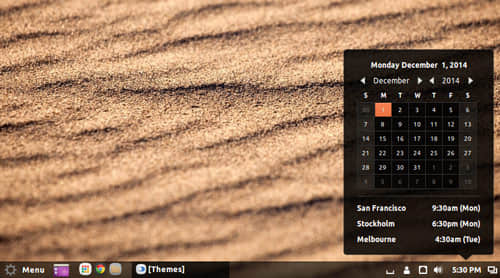 Monday December 1, 2014
December 2014
S M T W T F S
30 1 2 3 4 5 6
7 8 9 10 11 12 13
14 15 16 17 18 19 20
21 22 23 24 25 26 27
28 29 30 31 1 2 3
4 5 6 7 8 9 10
San Francisco 9:30am (Mon)
Stockholm 6:30pm (Mon)
Melbourne 4:30am (Tue)
Menu [Themes] 5:30 PM